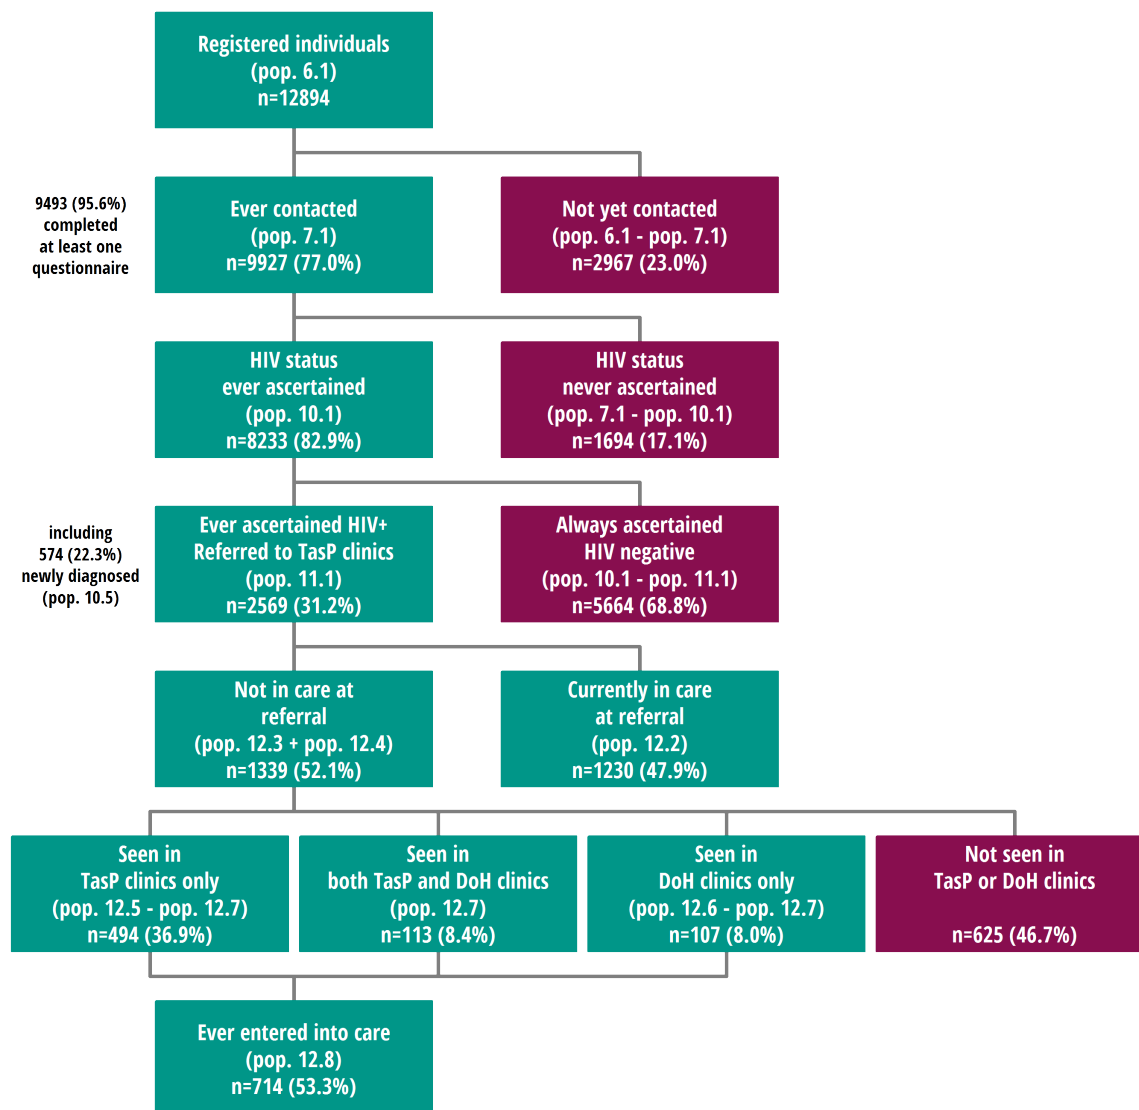 Registered individuals
(pop. 6.1)
n=12894
9493 (95.6%)
completed
at least one
questionnaire
Ever contacted
(pop. 7.1)
n=9927 (77.0%)
Not yet contacted
(pop. 6.1 - pop. 7.1)
n=2967 (23.0%)
HIV status
ever ascertained
(pop. 10.1)
n=8233 (82.9%)
HIV status
never ascertained
(pop. 7.1 - pop. 10.1)
n=1694 (17.1%)
including
574 (22.3%)
newly diagnosed
(pop. 10.5)
Ever ascertained HIV+
Referred to TasP clinics
(pop. 11.1)
n=2569 (31.2%)
Always ascertained
HIV negative
(pop. 10.1 - pop. 11.1)
n=5664 (68.8%)
Not in care at
referral
(pop. 12.3 + pop. 12.4)
n=1339 (52.1%)
Currently in care
at referral
(pop. 12.2)
n=1230 (47.9%)
Seen in
TasP clinics only
(pop. 12.5 - pop. 12.7)
n=494 (36.9%)
Seen in
both TasP and DoH clinics
(pop. 12.7)
n=113 (8.4%)
Seen in
DoH clinics only
(pop. 12.6 - pop. 12.7)
n=107 (8.0%)
Not seen in
TasP or DoH clinics
n=625 (46.7%)
Ever entered into care
(pop. 12.8)
n=714 (53.3%)